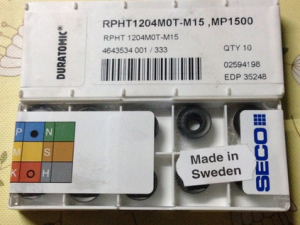 DURATOMIC®
RPHT1204M0T-M15 ,MP1500
RPHT 1204M0T-M15
4643534 001 / 333
QTY 10
02594198
EDP 35248
P N
M S
K H
Made in
Sweden
SECO